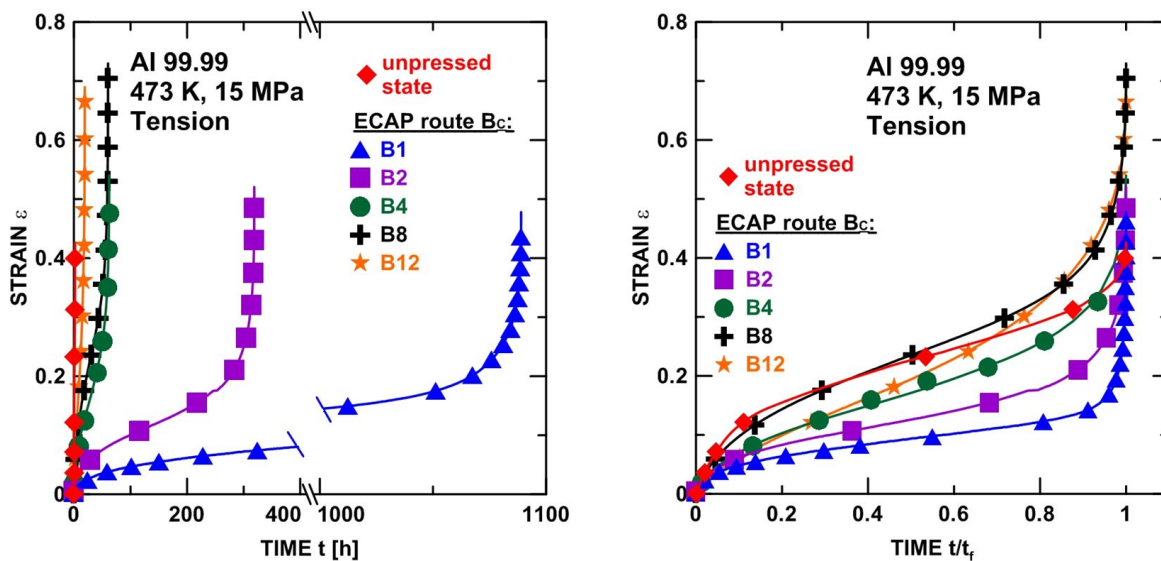 0.8
0.6
0.4
0.2
0
STRAIN ε
0 200 400 1000 1100
TIME t [h]
Al 99.99
473 K, 15 MPa
Tension
unpressed
state
ECAP route Bc:
B1
B2
B4
B8
B12
0.8
0.6
0.4
0.2
0
STRAIN ε
0 0.2 0.4 0.6 0.8 1
TIME t/tf
Al 99.99
473 K, 15 MPa
Tension
unpressed
state
ECAP route Bc:
B1
B2
B4
B8
B12